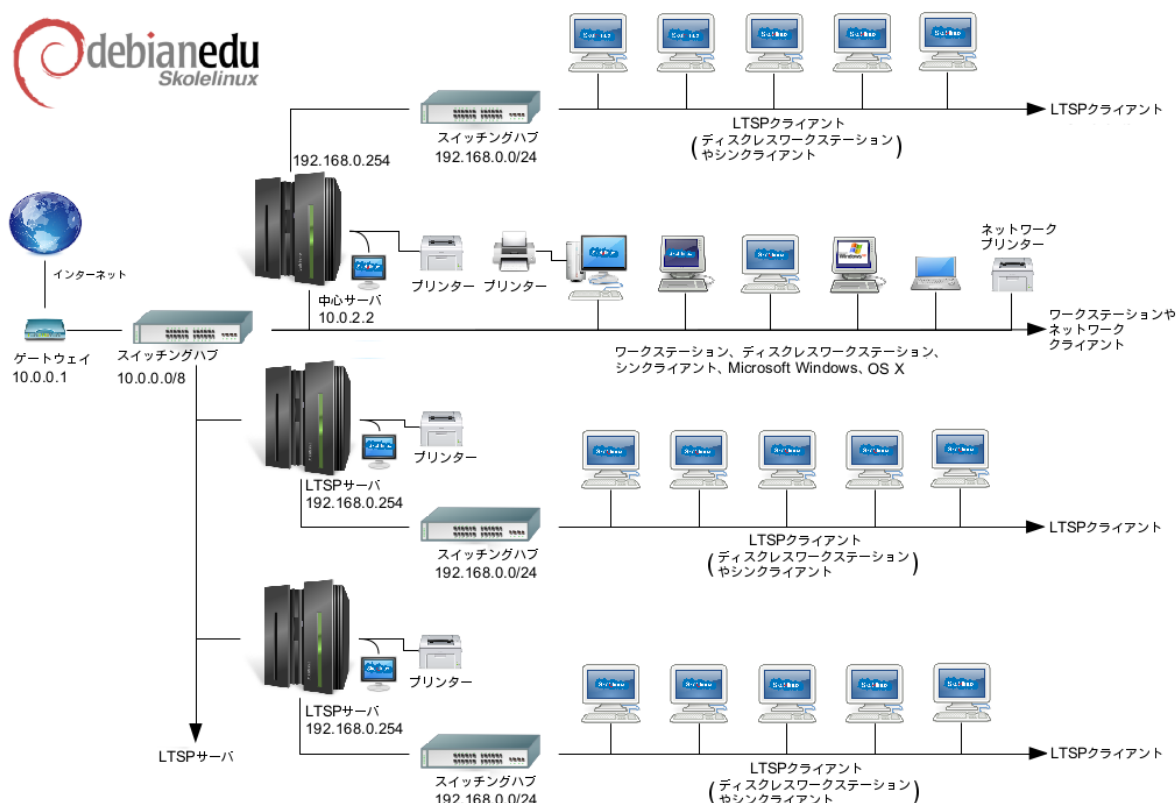 debianedu
Skolelinux
スイッチングハブ
192.168.0.0/24
LTSPクライアント
(ディスクレスワークステーション
やシンクライアント)
LTSPクライアント
192.168.0.254
インターネット
中心サーバ
10.0.2.2
プリンター
プリンター
ネットワーク
プリンター
ゲートウェイ
10.0.0.1
スイッチングハブ
10.0.0.0/8
ワークステーション、ディスクレスワークステーション、
シンクライアント、Microsoft Windows、OS X
ワークステーションや
ネットワーク
クライアント
プリンター
LTSPサーバ
192.168.0.254
スイッチングハブ
192.168.0.0/24
LTSPクライアント
(ディスクレスワークステーション
やシンクライアント)
LTSPクライアント
プリンター
LTSPサーバ
192.168.0.254
LTSPサーバ
スイッチングハブ
192.168.0.0/24
LTSPクライアント
(ディスクレスワークステーション
やシンクライアント)
LTSPクライアント